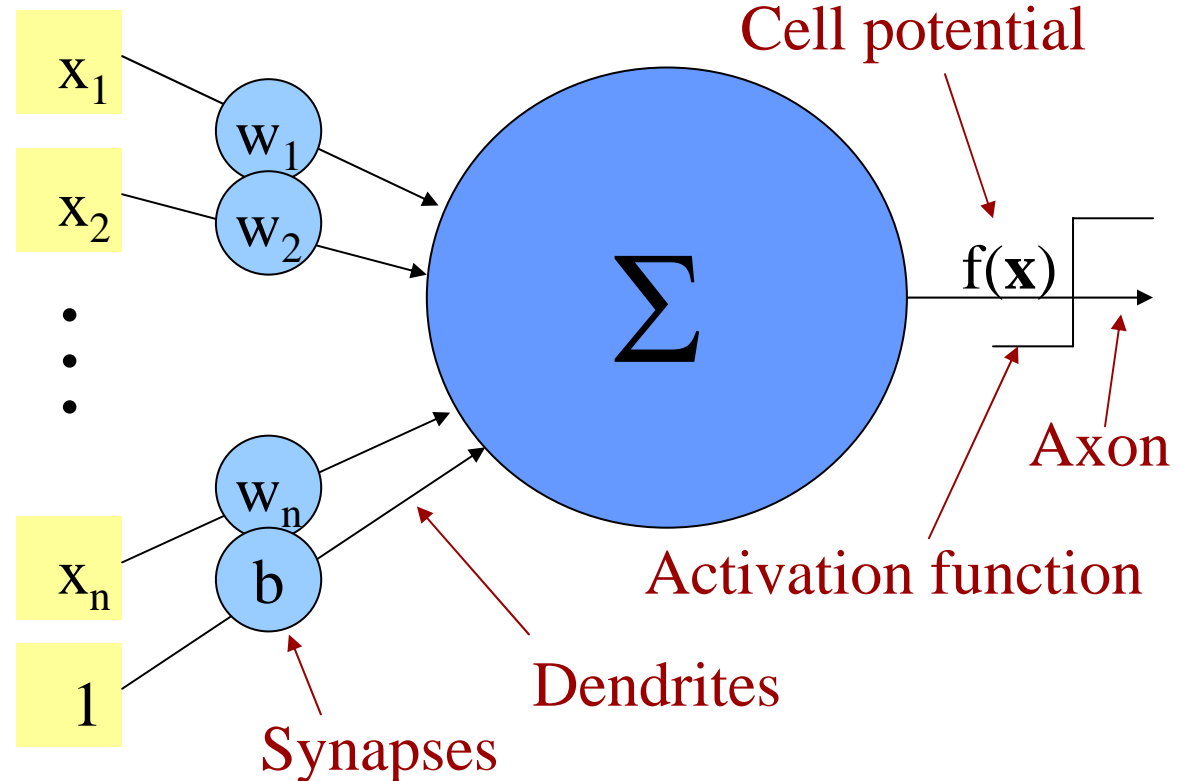 Cell potential
x₁
w₁
x₂
w₂
Σ
f(x)
Axon
wₙ
xₙ
b
Activation function
1
Dendrites
Synapses